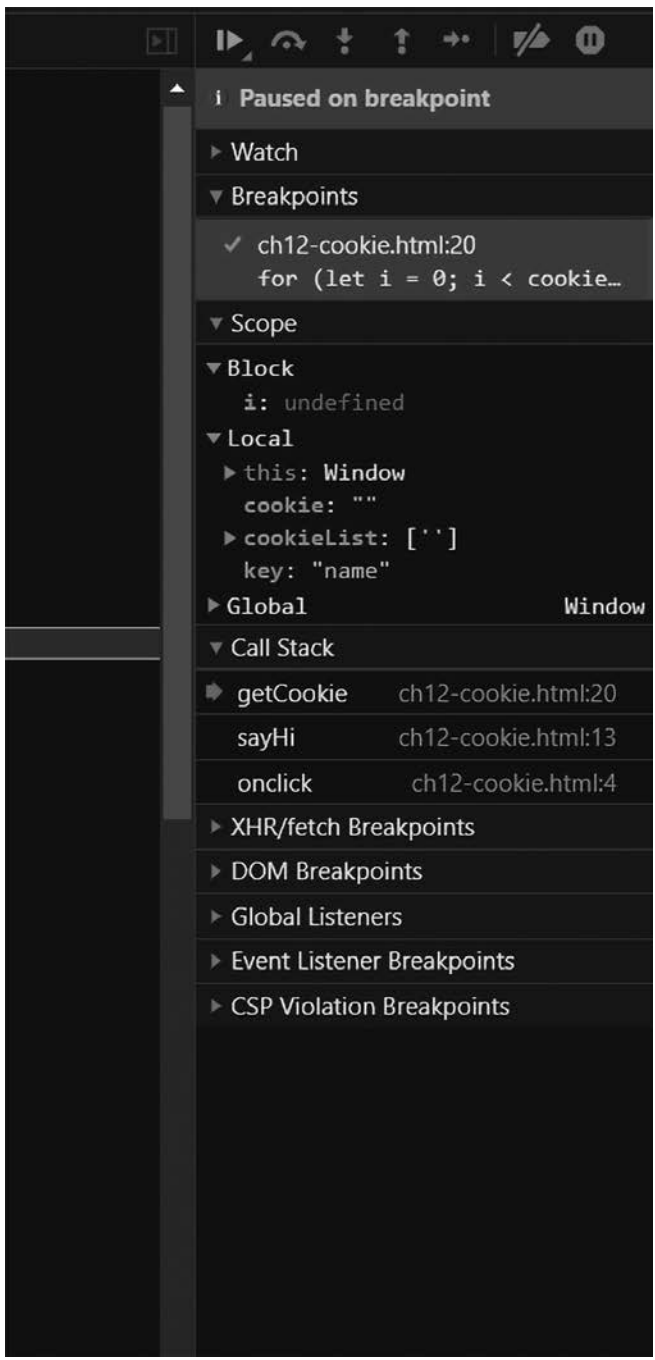 i Paused on breakpoint
Watch
Breakpoints
ch12-cookie.html:20
for (let i = 0; i < cookie…
Scope
Block
i: undefined
Local
this: Window
cookie: ""
cookieList: ['']
key: "name"
Global Window
Call Stack
getCookie ch12-cookie.html:20
sayHi ch12-cookie.html:13
onclick ch12-cookie.html:4
XHR/fetch Breakpoints
DOM Breakpoints
Global Listeners
Event Listener Breakpoints
CSP Violation Breakpoints